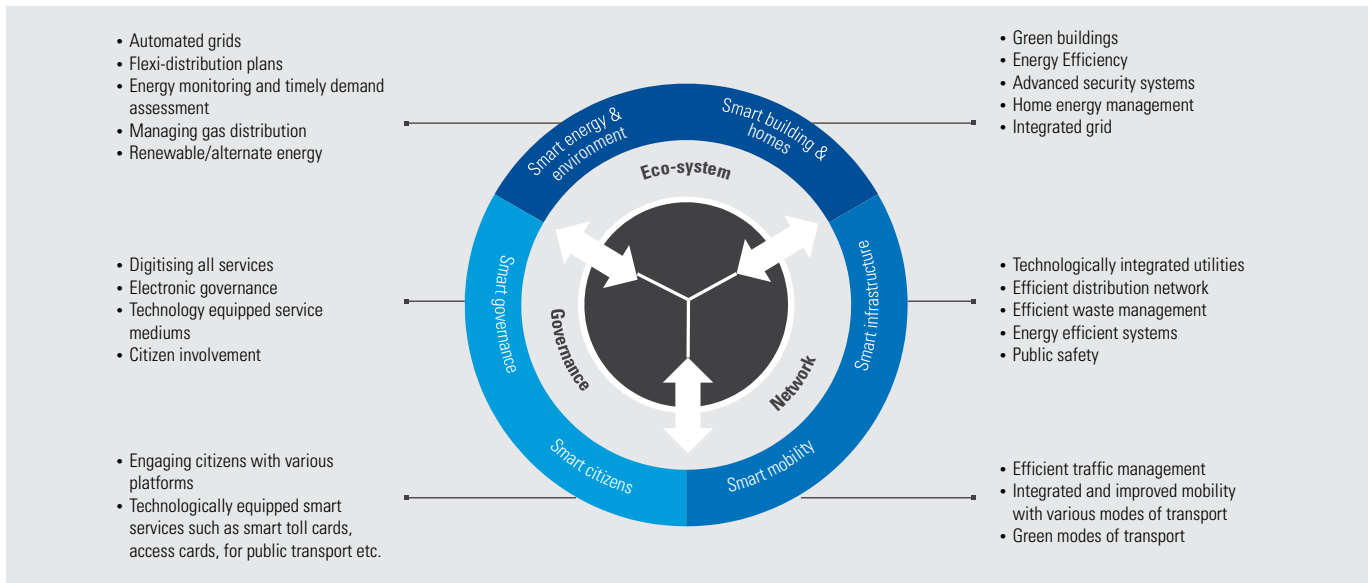 • Automated grids
• Flexi-distribution plans
• Energy monitoring and timely demand
assessment
• Managing gas distribution
• Renewable/alternate energy
• Green buildings
• Energy Efficiency
• Advanced security systems
• Home energy management
• Integrated grid
Smart energy &
environment
Smart building &
homes
Eco-system
• Digitising all services
• Electronic governance
• Technology equipped service
mediums
• Citizen involvement
Smart governance
Governance
Network
Smart infrastructure
• Technologically integrated utilities
• Efficient distribution network
• Efficient waste management
• Energy efficient systems
• Public safety
• Engaging citizens with various
platforms
• Technologically equipped smart
services such as smart toll cards,
access cards, for public transport etc.
Smart citizens
Smart mobility
• Efficient traffic management
• Integrated and improved mobility
with various modes of transport
• Green modes of transport